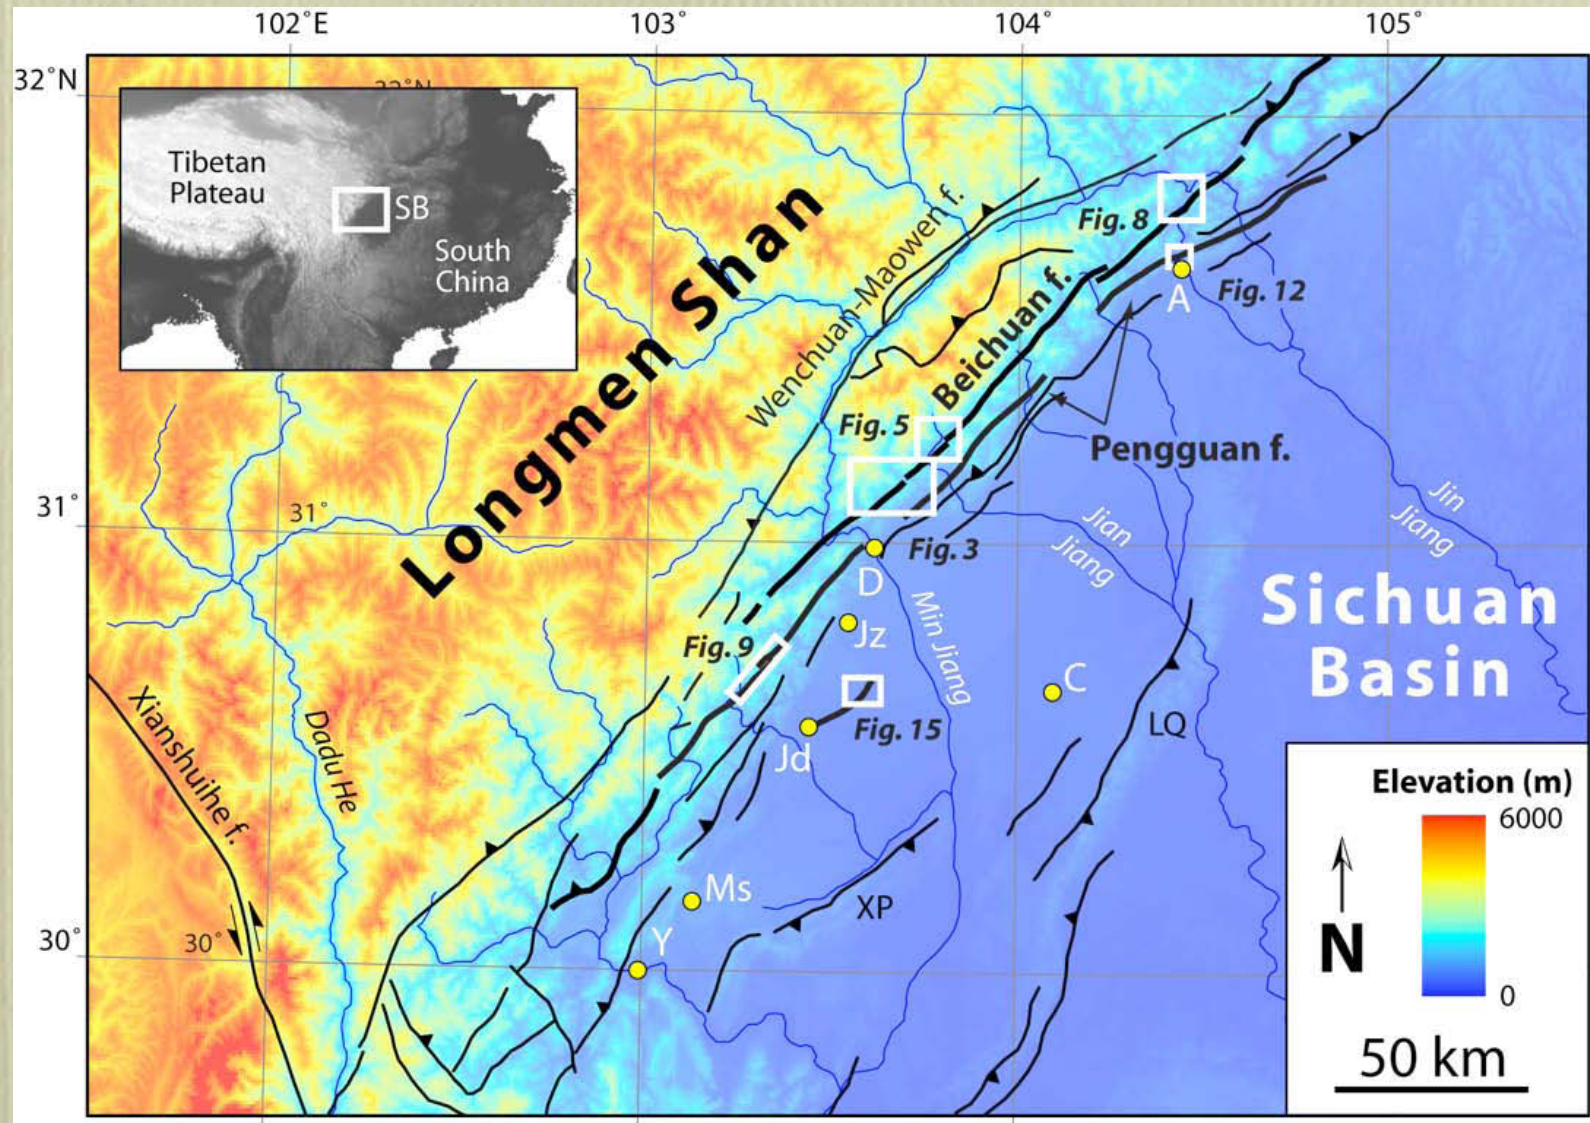 102°E
103°
104°
105°
32°N
Tibetan
Plateau
SB
South
China
Longmen Shan
Wenchuan-Maowen f.
Fig. 8
Fig. 12
A
Beichuan f.
Fig. 5
Pengguan f.
31°
31°
Fig. 3
D
Jian
Jiang
Jin
Jiang
Sichuan
Basin
Min Jiang
Jz
Fig. 9
C
Fig. 15
Jd
LQ
Xianshuihe f.
Dadu He
Ms
XP
Y
30°
30°
Elevation (m)
6000
0
N
50 km